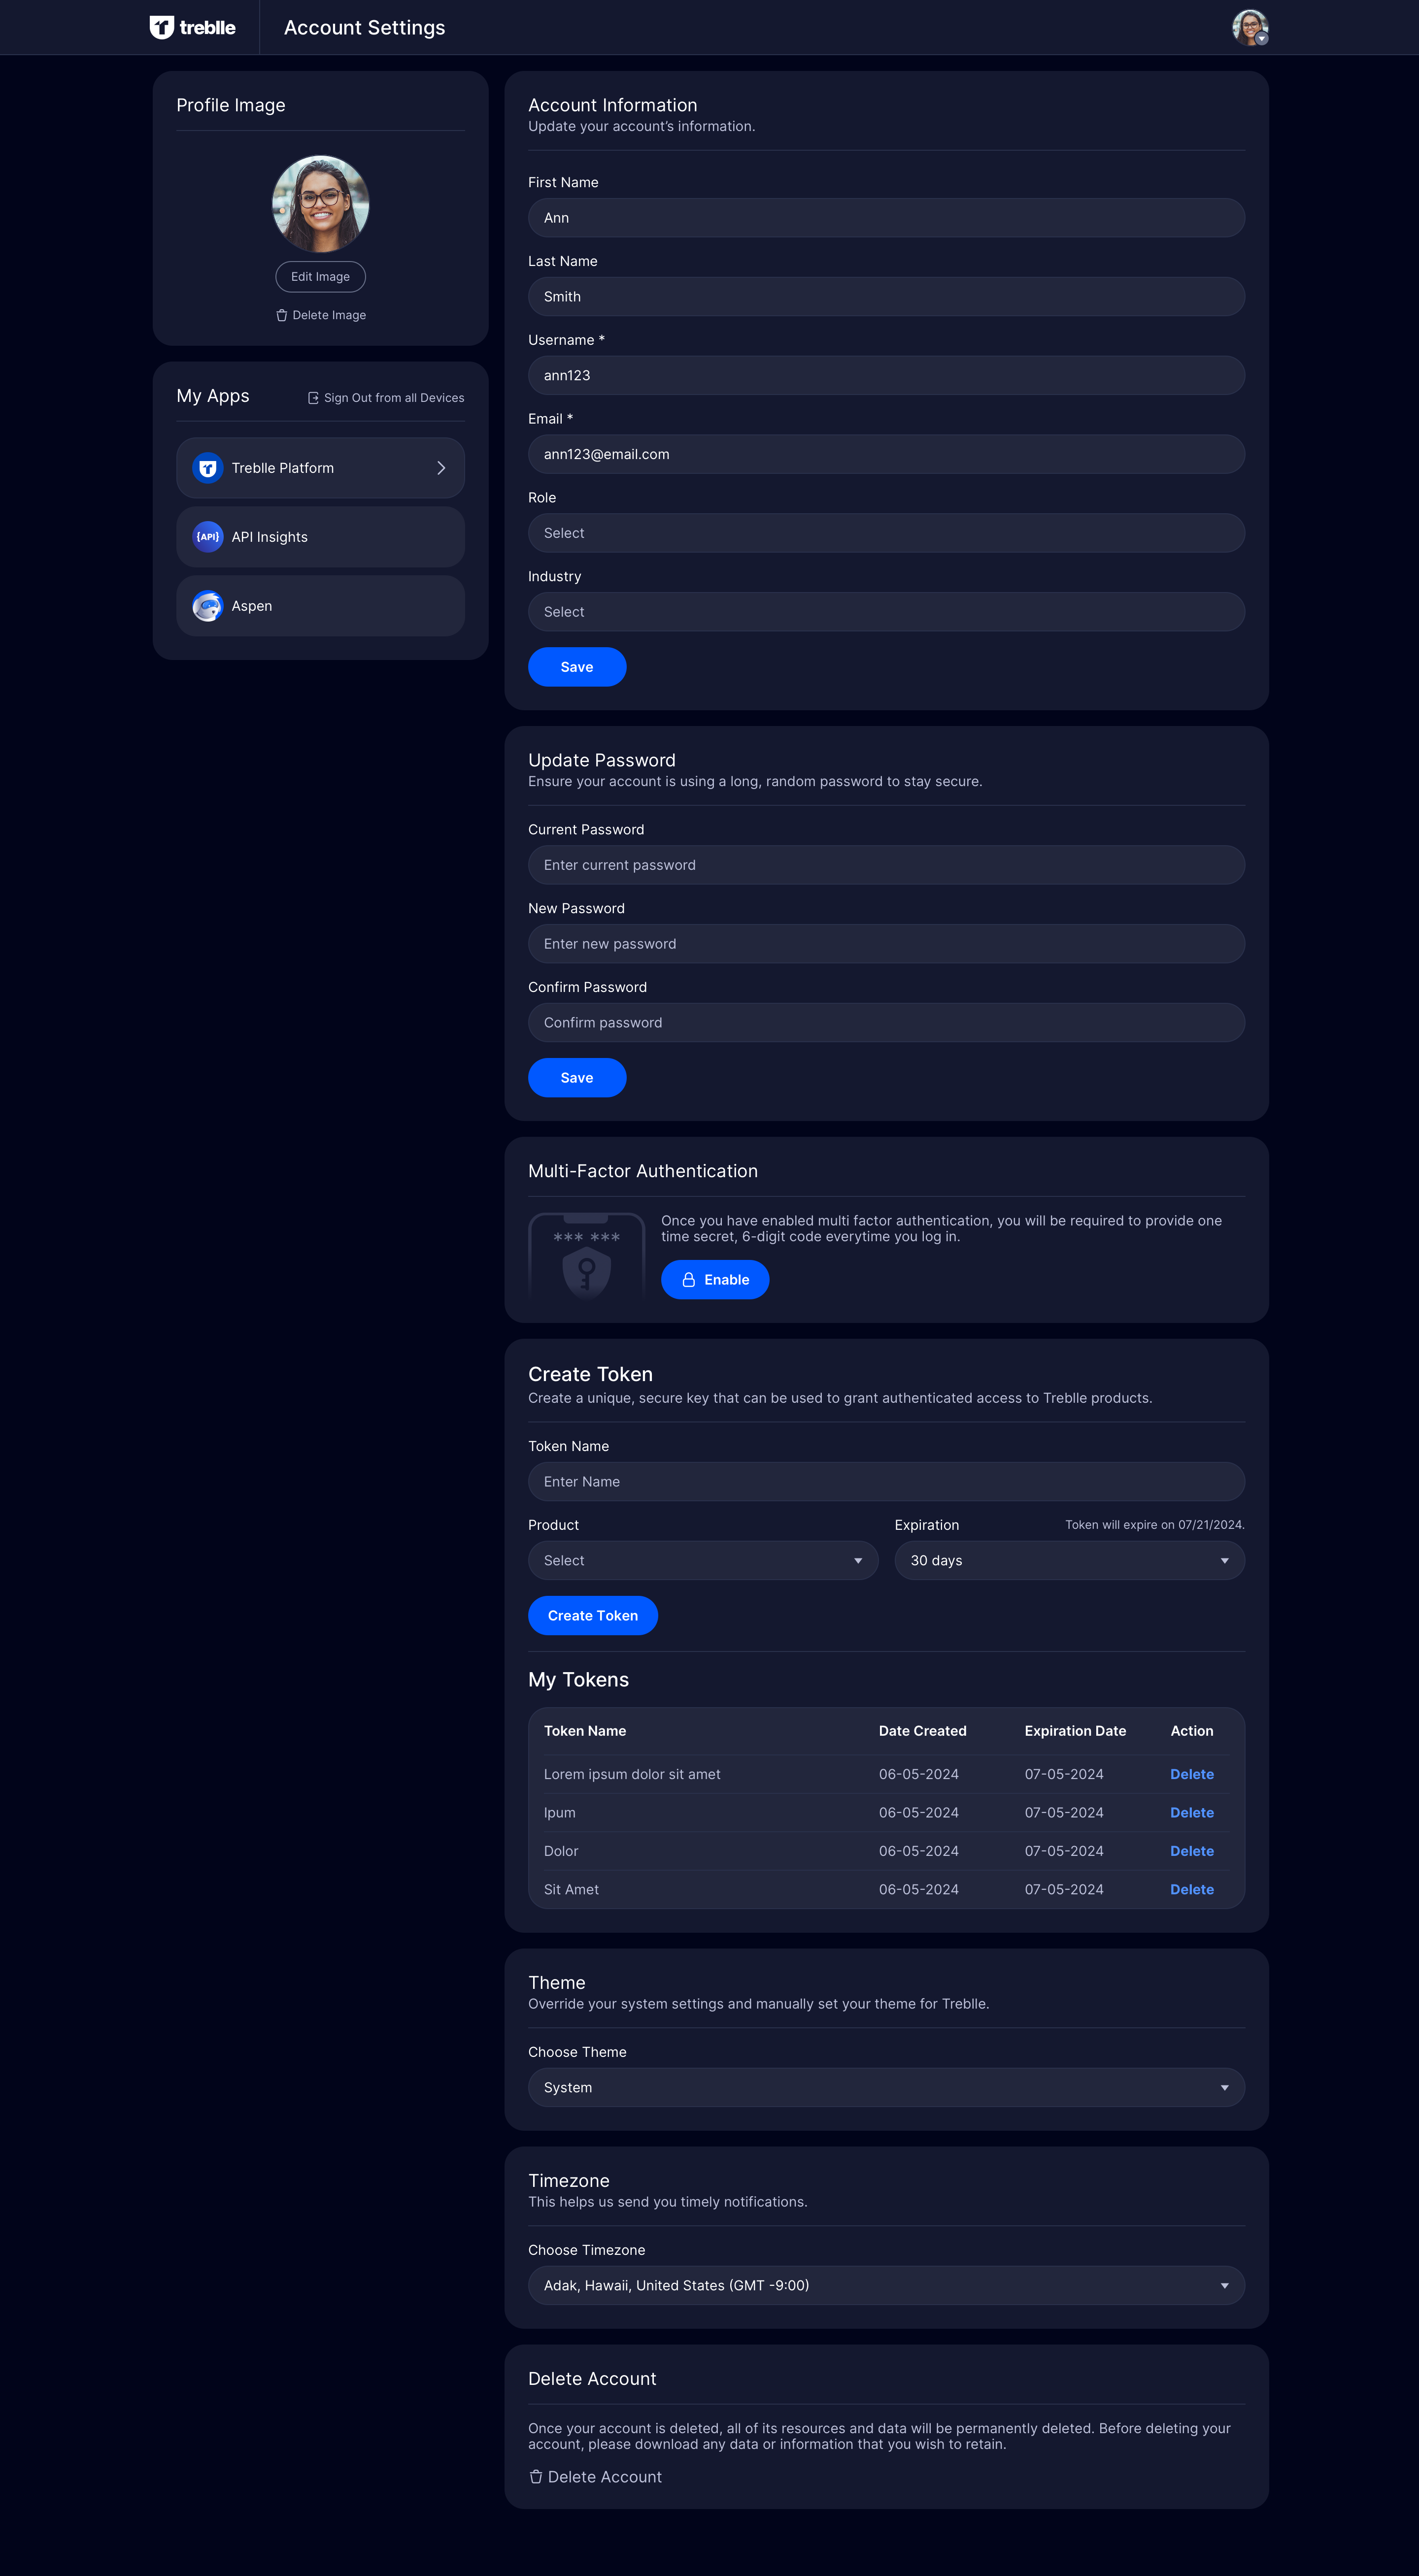 treblle
Account Settings
Profile Image
Edit Image
Delete Image
My Apps
Sign Out from all Devices
Treblle Platform
{API} API Insights
Aspen
Account Information
Update your account's information.
First Name
Ann
Last Name
Smith
Username *
ann123
Email *
ann123@email.com
Role
Select
Industry
Select
Save
Update Password
Ensure your account is using a long, random password to stay secure.
Current Password
Enter current password
New Password
Enter new password
Confirm Password
Confirm password
Save
Multi-Factor Authentication
*** ***
Once you have enabled multi factor authentication, you will be required to provide one
time secret, 6-digit code everytime you log in.
Enable
Create Token
Create a unique, secure key that can be used to grant authenticated access to Treblle products.
Token Name
Enter Name
Product
Select
Expiration
Token will expire on 07/21/2024.
30 days
Create Token
My Tokens
Token Name Date Created Expiration Date Action
Lorem ipsum dolor sit amet 06-05-2024 07-05-2024 Delete
Ipum 06-05-2024 07-05-2024 Delete
Dolor 06-05-2024 07-05-2024 Delete
Sit Amet 06-05-2024 07-05-2024 Delete
Theme
Override your system settings and manually set your theme for Treblle.
Choose Theme
System
Timezone
This helps us send you timely notifications.
Choose Timezone
Adak, Hawaii, United States (GMT -9:00)
Delete Account
Once your account is deleted, all of its resources and data will be permanently deleted. Before deleting your
account, please download any data or information that you wish to retain.
Delete Account